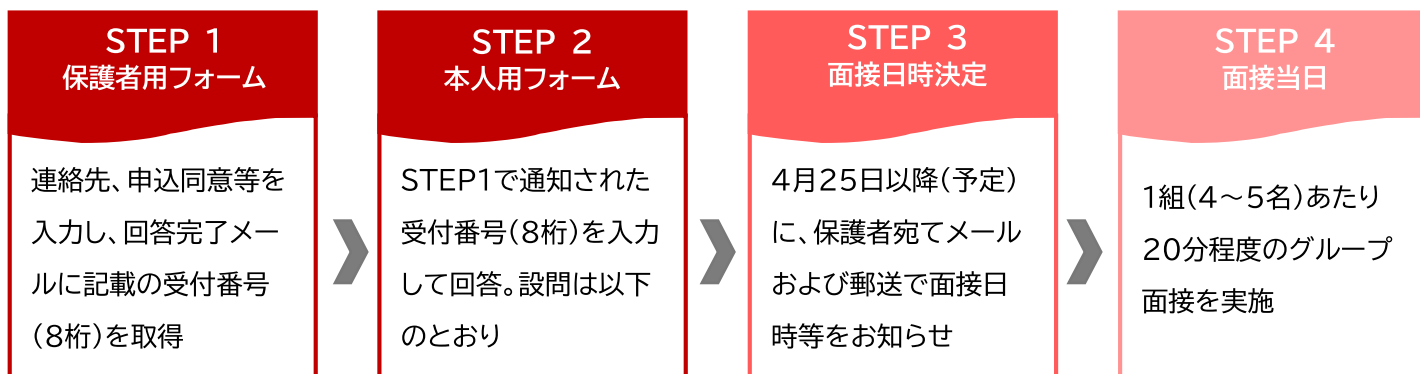 STEP 1
保護者用フォーム
連絡先、申込同意等を
入力し、回答完了メー
ルに記載の受付番号
(8桁)を取得
STEP 2
本人用フォーム
STEP1で通知された
受付番号(8桁)を入力
して回答。設問は以下
のとおり
STEP 3
面接日時決定
4月25日以降(予定)
に、保護者宛てメール
および郵送で面接日
時等をお知らせ
STEP 4
面接当日
1組(4～5名)あたり
20分程度のグループ
面接を実施